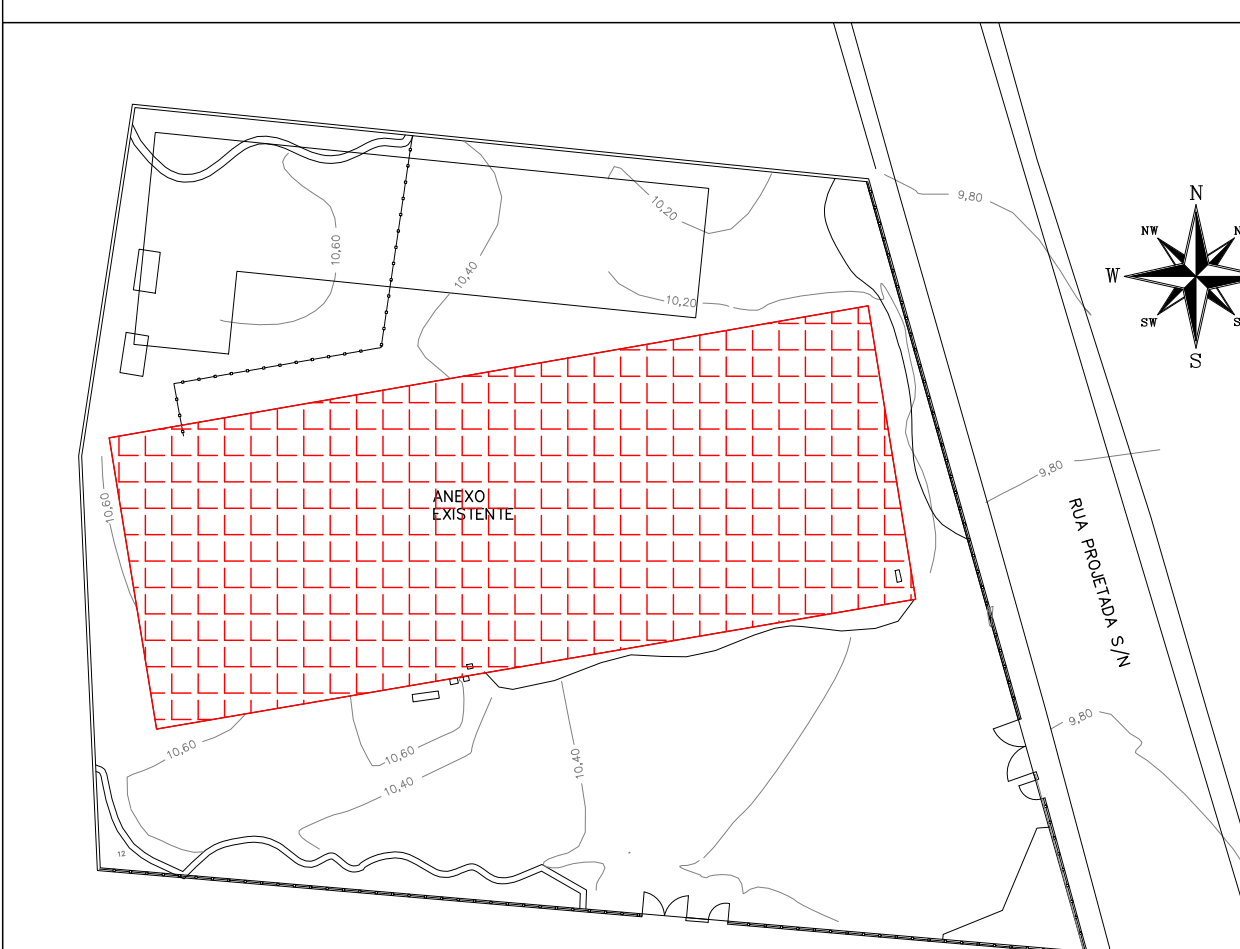 9,80
10,20
N
NW
N
10,60
10,40
W
10,20
SW
S
S
9,80
10,60
ANEXO
EXISTENTE
RUA PROJETADA S/N
9,80
10,60
10,60
10,40
10,40
12